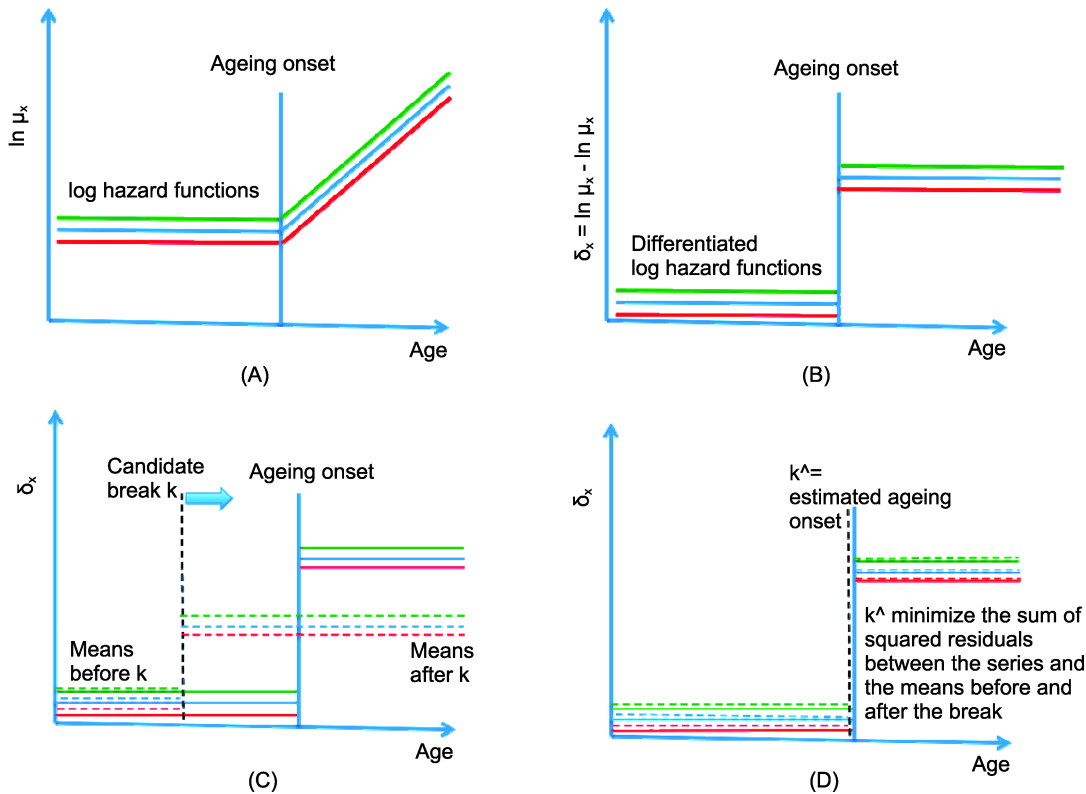 Ageing onset
ln μₓ
log hazard functions
Age
(A)
Ageing onset
δₓ = ln μₓ - ln μₓ
Differentiated
log hazard functions
Age
(B)
Candidate
break k
Ageing onset
δₓ
Means
before k
Means
after k
Age
(C)
k^=
estimated ageing
onset
δₓ
k^ minimize the sum of
squared residuals
between the series and
the means before and
after the break
Age
(D)